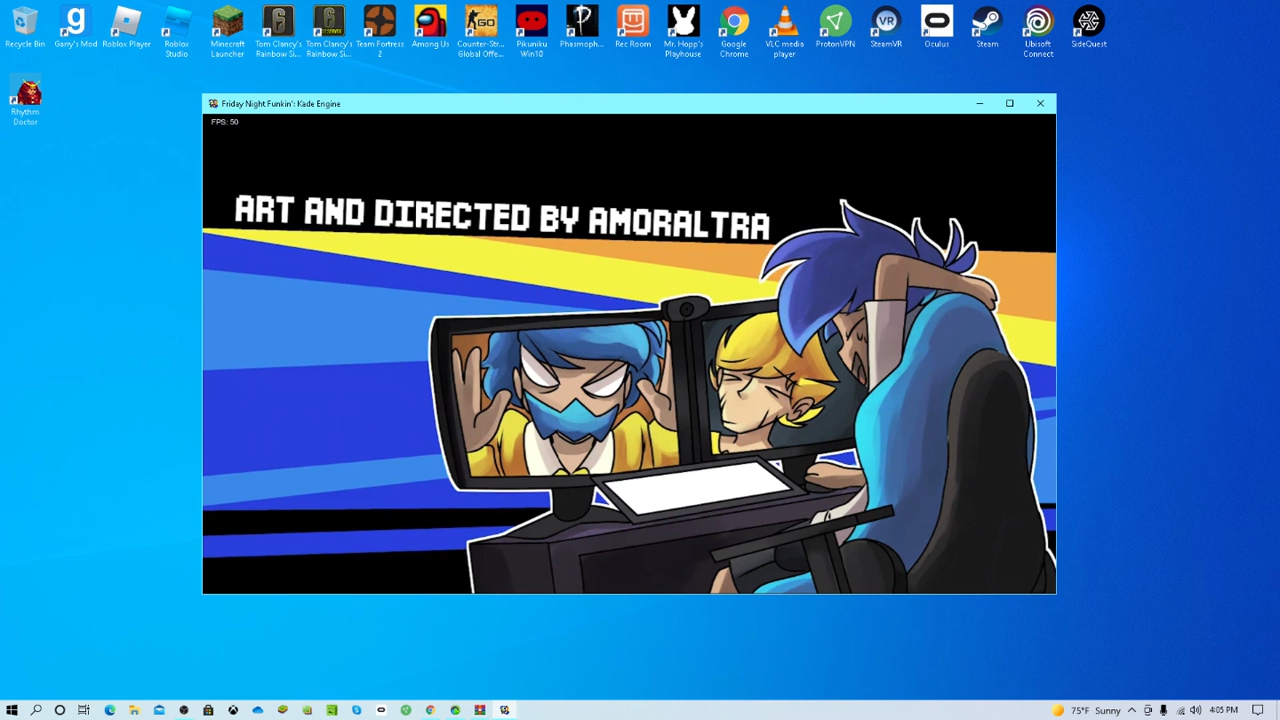 Recycle Bin
Garry's Mod
Roblox Player
Roblox
Studio
Minecraft
Launcher
Tom Clancy's
Rainbow Si...
Tom Clancy's
Rainbow Si...
Team Fortress
2
Among Us
Counter-Str...
Global Offe...
Pikuniku
Win10
Phasmoph...
Rec Room
Mr. Hopp's
Playhouse
Google
Chrome
VLC media
player
ProtonVPN
SteamVR
Oculus
Steam
Ubisoft
Connect
SideQuest
Rhythm
Doctor
Friday Night Funkin': Kade Engine
FPS: 50
ART AND DIRECTED BY AMORALTRA
75°F Sunny
4:05 PM